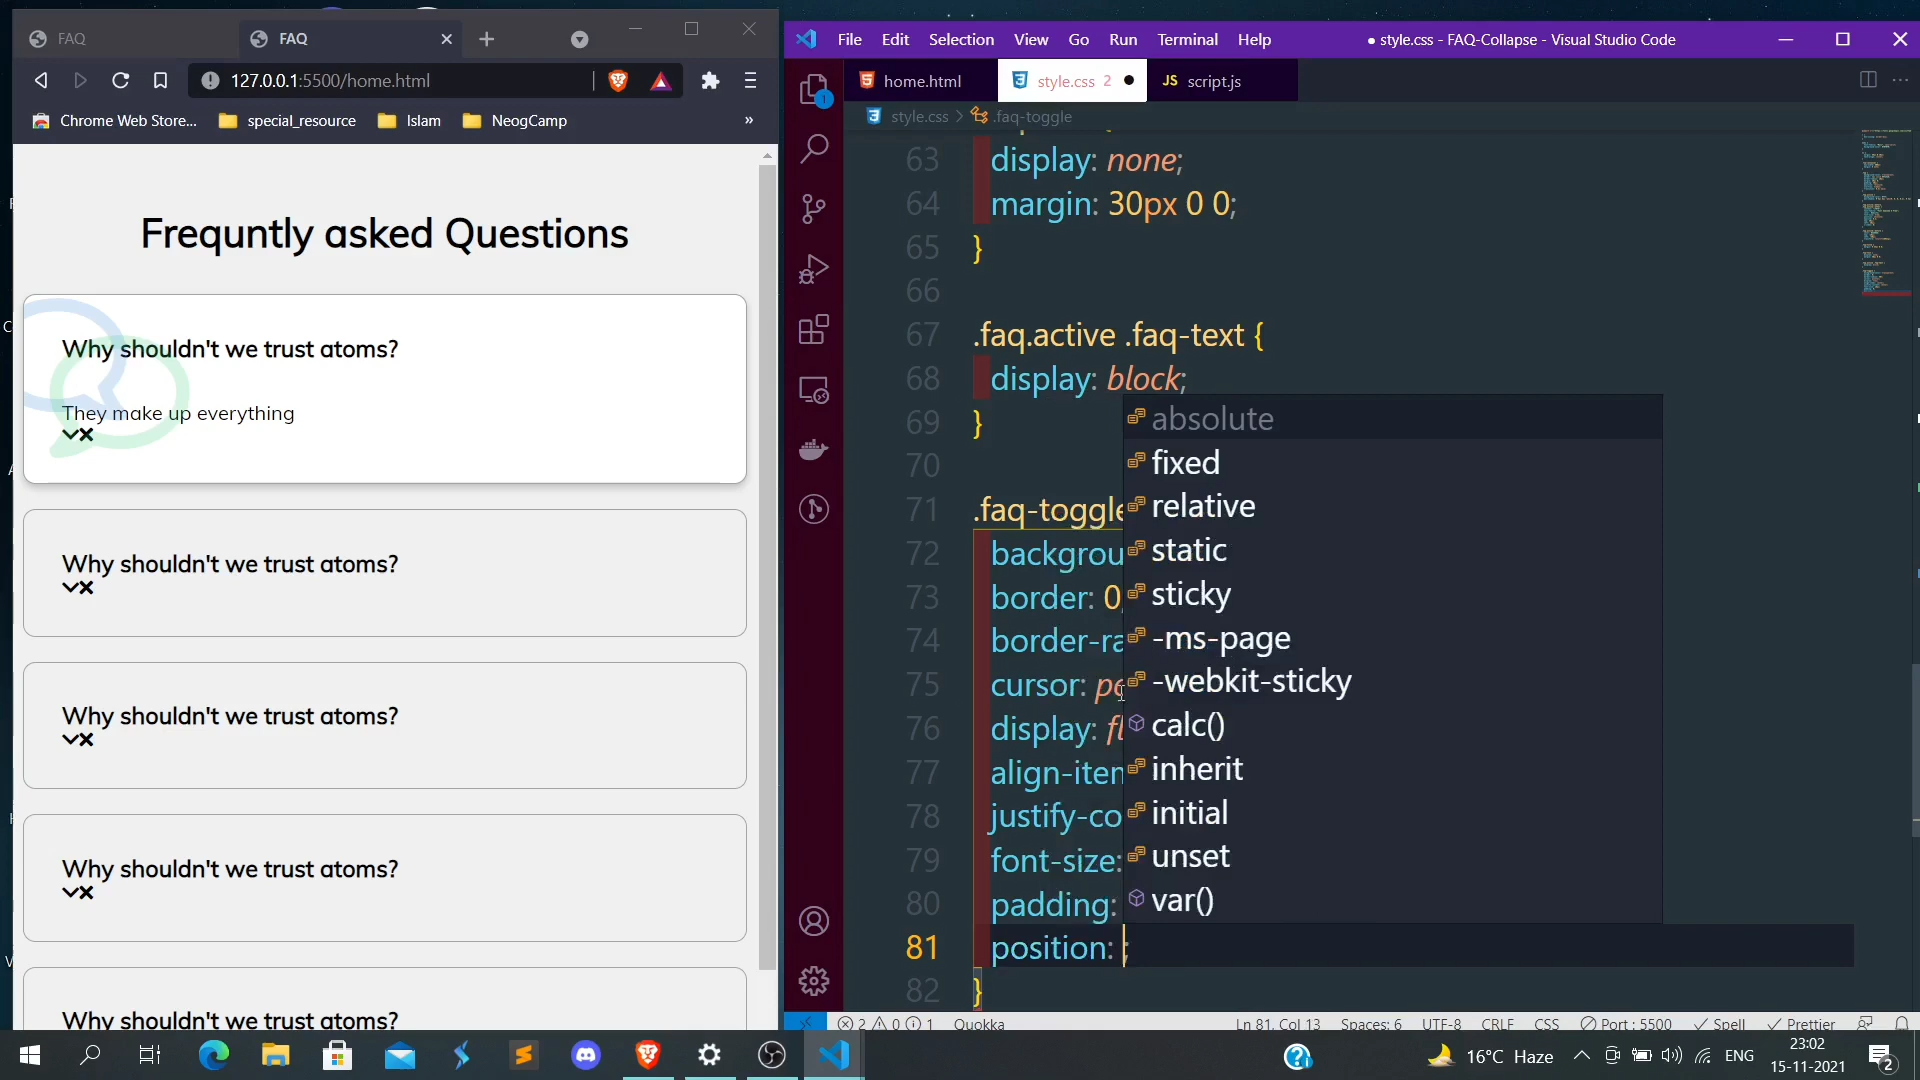 FAQ
FAQ
127.0.0.1:5500/home.html
Chrome Web Store...
special_resource
Islam
NeogCamp
»
Frequntly asked Questions
Why shouldn't we trust atoms?
They make up everything
Why shouldn't we trust atoms?
Why shouldn't we trust atoms?
Why shouldn't we trust atoms?
Why shouldn't we trust atoms?
File Edit Selection View Go Run Terminal Help
● style.css - FAQ-Collapse - Visual Studio Code
home.html
style.css 2 ●
JS script.js
style.css > .faq-toggle
1
63 display: none;
64 margin: 30px 0 0;
65 }
66
67 .faq.active .faq-text {
68 display: block;
69 }
70
71 .faq-toggle
72 backgrou
73 border: 0
74 border-ra
75 cursor: po
76 display: fl
77 align-item
78 justify-co
79 font-size:
80 padding:
81 position: ;
82 }
absolute
fixed
relative
static
sticky
-ms-page
-webkit-sticky
calc()
inherit
initial
unset
var()
2 0 1 Quokka
Ln 81, Col 13 Spaces: 6 UTF-8 CRLF CSS Port : 5500 Spell Prettier
16°C Haze
ENG
23:02
15-11-2021
2